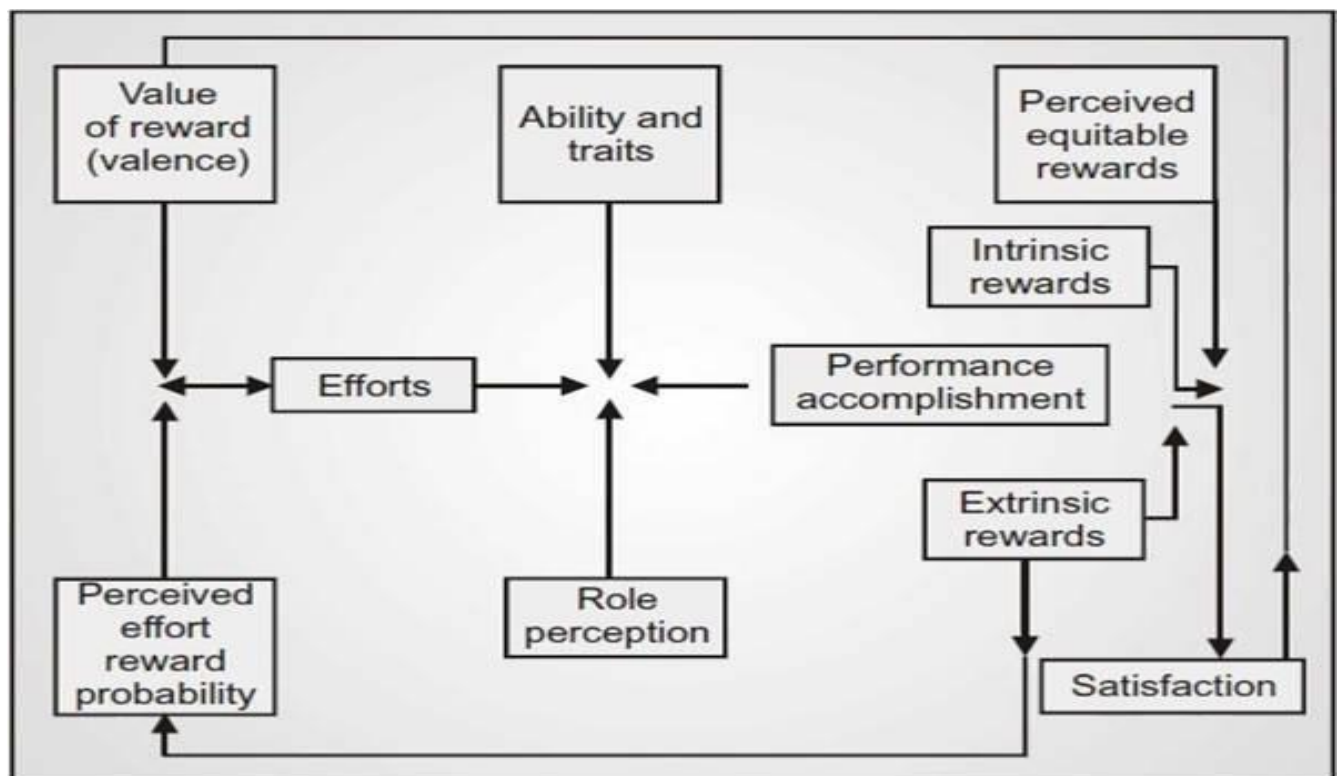 Value
of reward
(valence)
Ability and
traits
Perceived
equitable
rewards
Intrinsic
rewards
Efforts
Performance
accomplishment
Extrinsic
rewards
Perceived
effort
reward
probability
Role
perception
Satisfaction